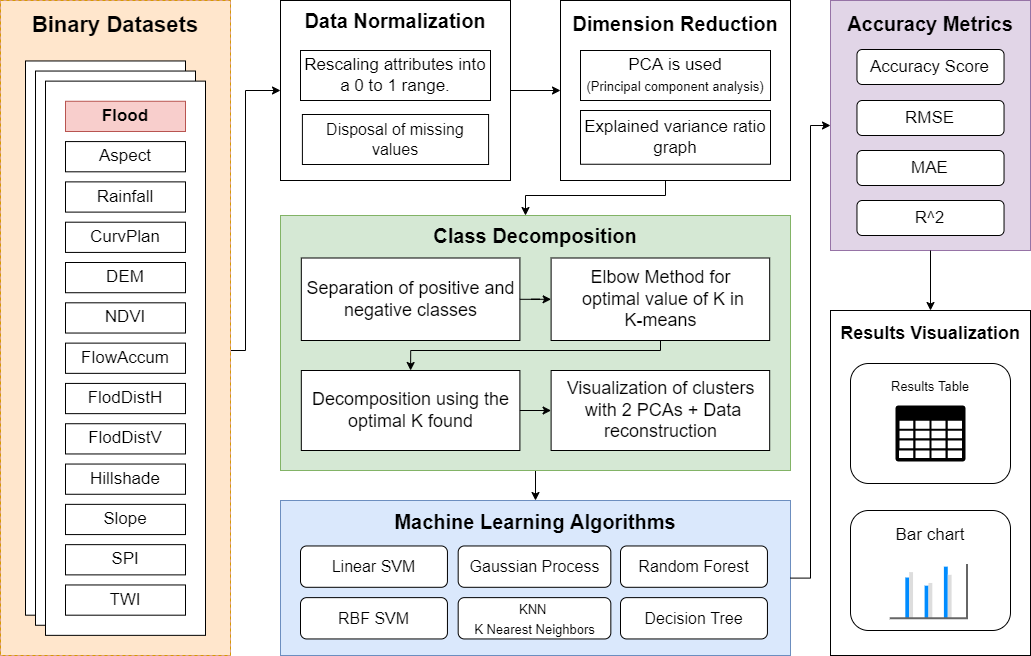 Binary Datasets
Flood
Aspect
Rainfall
CurvPlan
DEM
NDVI
FlowAccum
FlodDistH
FlodDistV
Hillshade
Slope
SPI
TWI
Data Normalization
Rescaling attributes into
a 0 to 1 range.
Disposal of missing
values
Dimension Reduction
PCA is used
(Principal component analysis)
Explained variance ratio
graph
Class Decomposition
Separation of positive and
negative classes
Elbow Method for
optimal value of K in
K-means
Decomposition using the
optimal K found
Visualization of clusters
with 2 PCAs + Data
reconstruction
Machine Learning Algorithms
Linear SVM
Gaussian Process
Random Forest
RBF SVM
KNN
K Nearest Neighbors
Decision Tree
Accuracy Metrics
Accuracy Score
RMSE
MAE
R^2
Results Visualization
Results Table
Bar chart